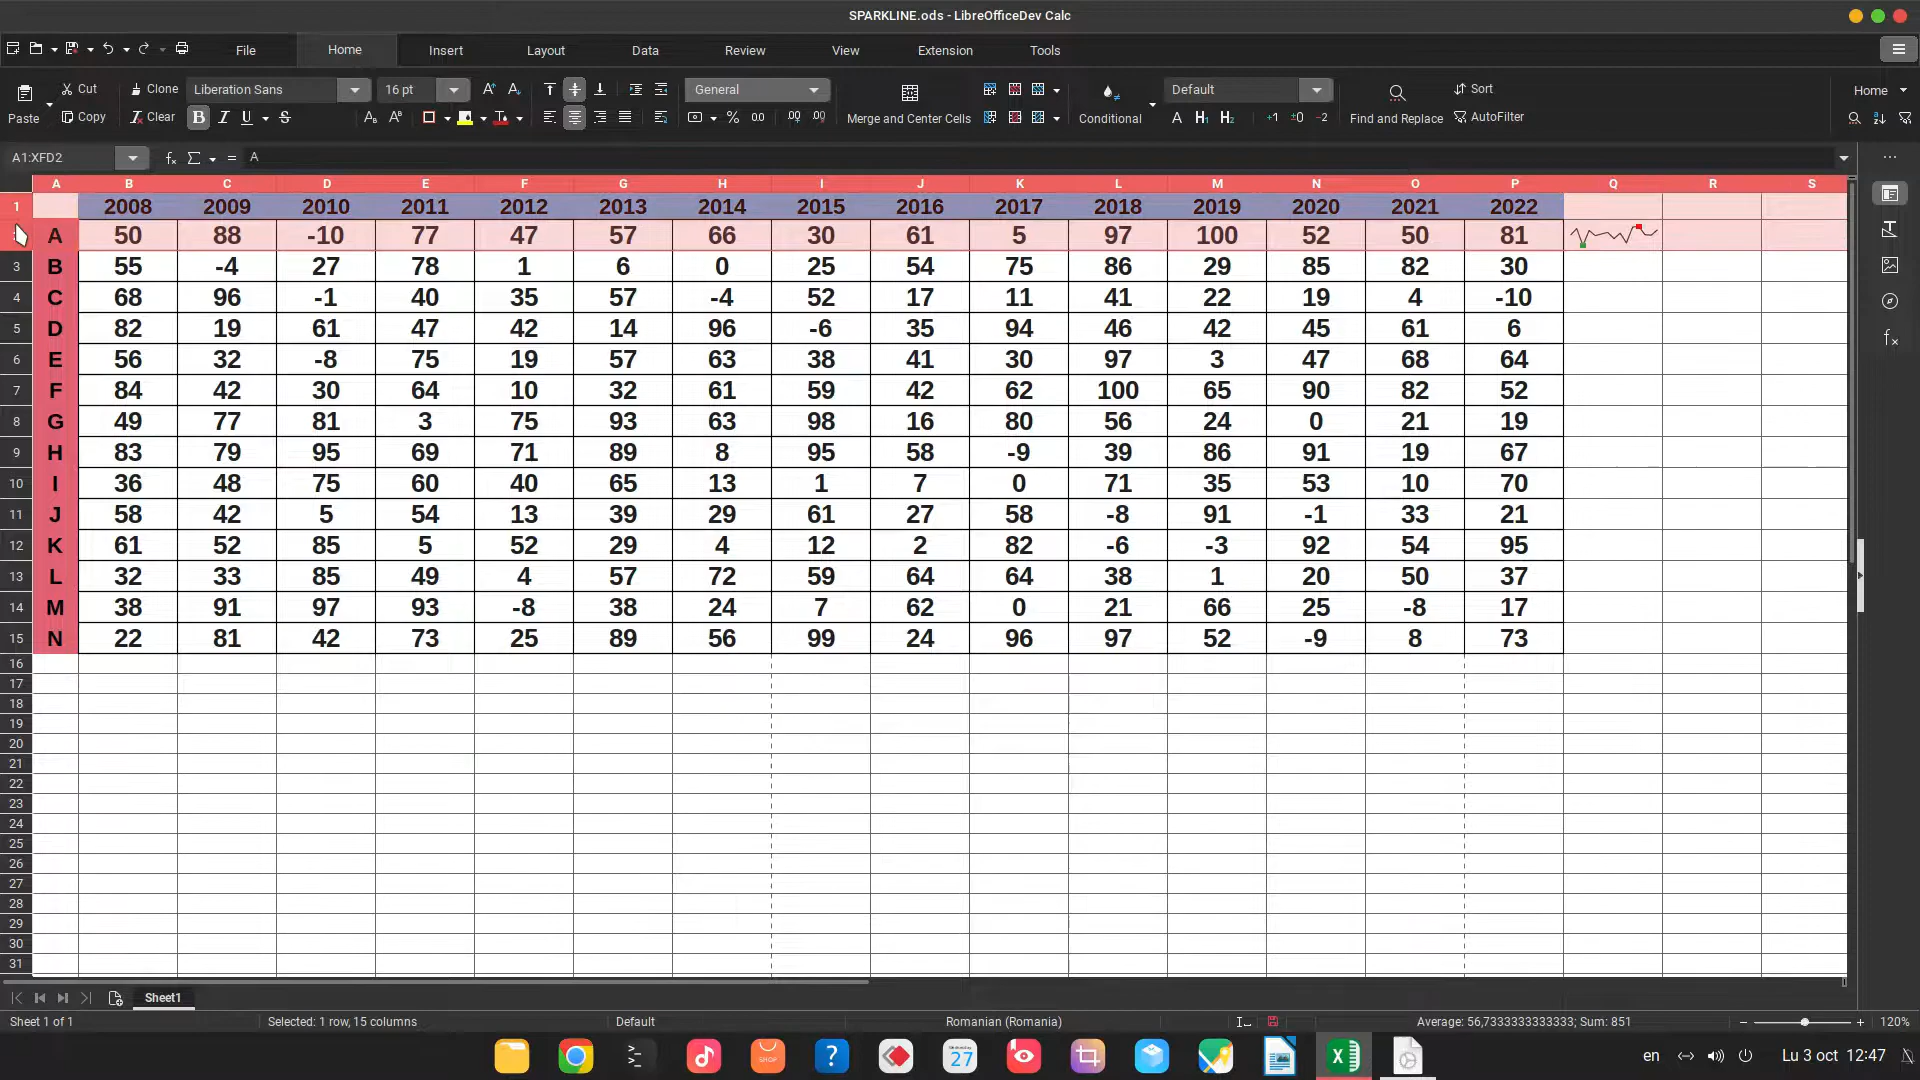 SPARKLINE.ods - LibreOfficeDev Calc
File Home Insert Layout Data Review View Extension Tools
Paste Cut Copy Clone Clear Liberation Sans 16 pt General Merge and Center Cells Conditional Default Find and Replace Sort AutoFilter Home
A1:XFD2 A
A B C D E F G H I J K L M N O P Q R S
1 2008 2009 2010 2011 2012 2013 2014 2015 2016 2017 2018 2019 2020 2021 2022
A 50 88 -10 77 47 57 66 30 61 5 97 100 52 50 81
3 B 55 -4 27 78 1 6 0 25 54 75 86 29 85 82 30
4 C 68 96 -1 40 35 57 -4 52 17 11 41 22 19 4 -10
5 D 82 19 61 47 42 14 96 -6 35 94 46 42 45 61 6
6 E 56 32 -8 75 19 57 63 38 41 30 97 3 47 68 64
7 F 84 42 30 64 10 32 61 59 42 62 100 65 90 82 52
8 G 49 77 81 3 75 93 63 98 16 80 56 24 0 21 19
9 H 83 79 95 69 71 89 8 95 58 -9 39 86 91 19 67
10 I 36 48 75 60 40 65 13 1 7 0 71 35 53 10 70
11 J 58 42 5 54 13 39 29 61 27 58 -8 91 -1 33 21
12 K 61 52 85 5 52 29 4 12 2 82 -6 -3 92 54 95
13 L 32 33 85 49 4 57 72 59 64 64 38 1 20 50 37
14 M 38 91 97 93 -8 38 24 7 62 0 21 66 25 -8 17
15 N 22 81 42 73 25 89 56 99 24 96 97 52 -9 8 73
16
17
18
19
20
21
22
23
24
25
26
27
28
29
30
31
Sheet1
Sheet 1 of 1 Selected: 1 row, 15 columns Default Romanian (Romania) Average: 56,7333333333333; Sum: 851 120%
SHOP 27 en Lu 3 oct 12:47